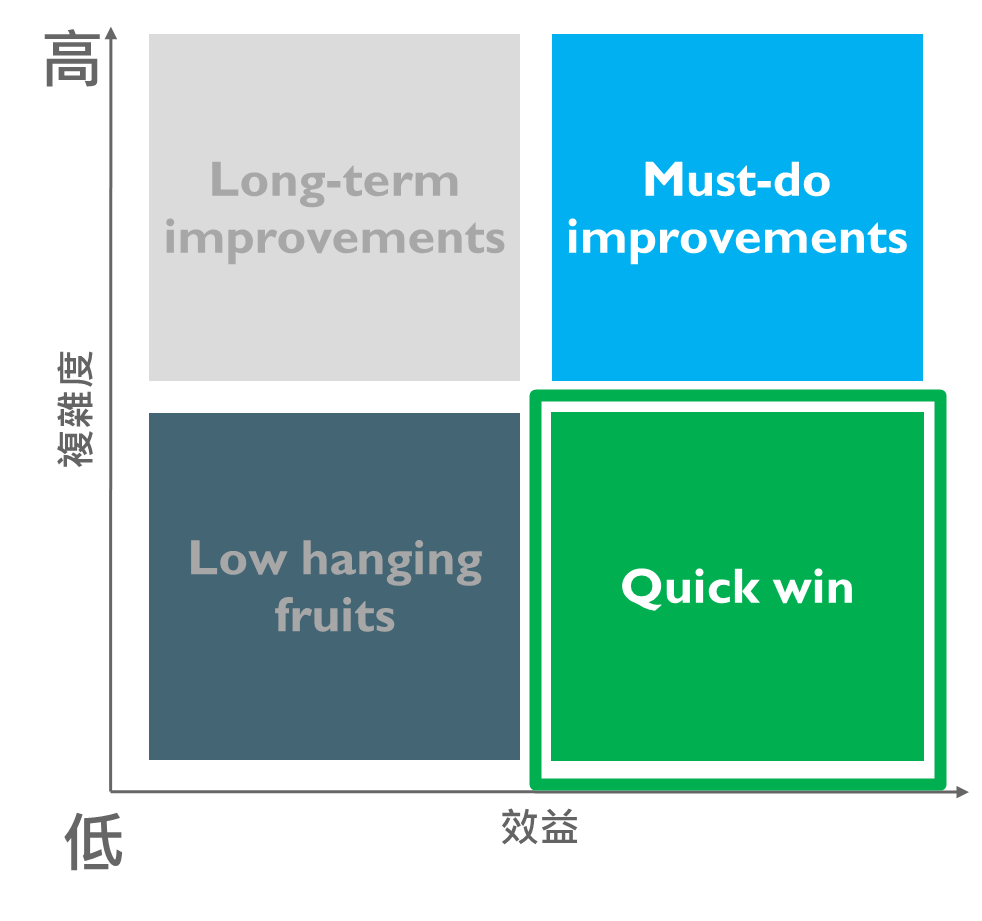 高
Long-term
improvements
Must-do
improvements
複雜度
Low hanging
fruits
Quick win
低
效益